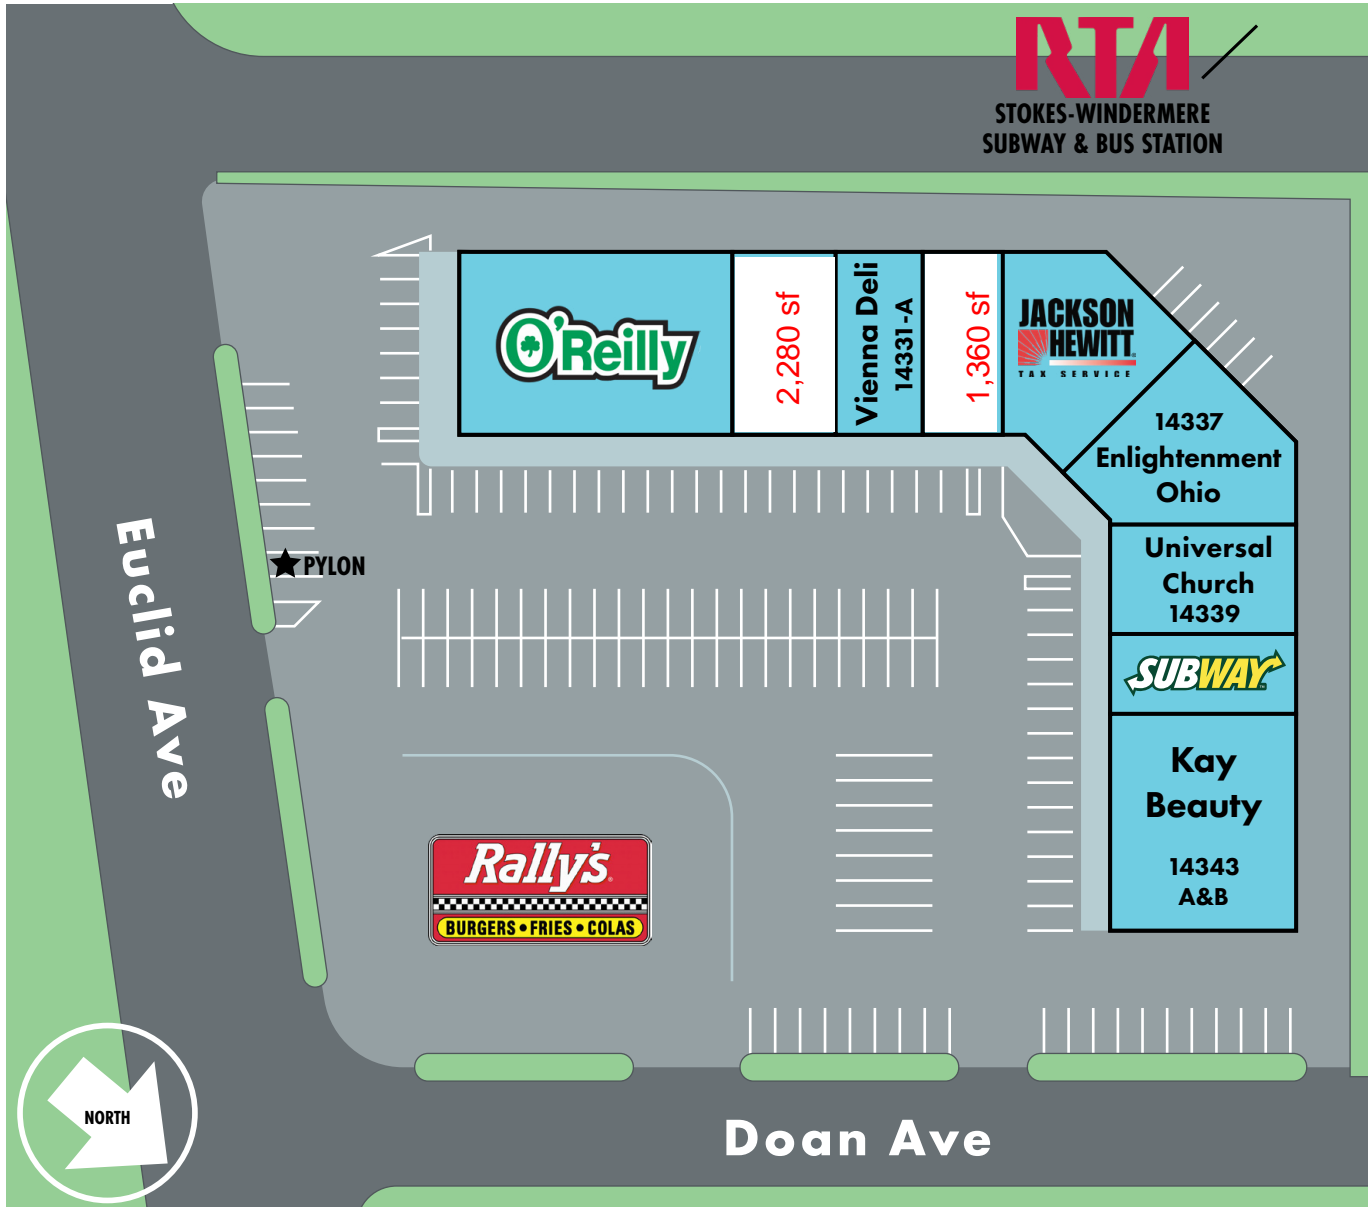 RTA
STOKES-WINDERMERE
SUBWAY & BUS STATION
O'Reilly
2,280 sf
Vienna Deli
14331-A
1,360 sf
JACKSON
HEWITT
TAX SERVICE
14337
Enlightenment
Ohio
Universal
Church
14339
SUBWAY
Kay
Beauty
14343
A&B
PYLON
Euclid Ave
Rally's
BURGERS • FRIES • COLAS
NORTH
Doan Ave